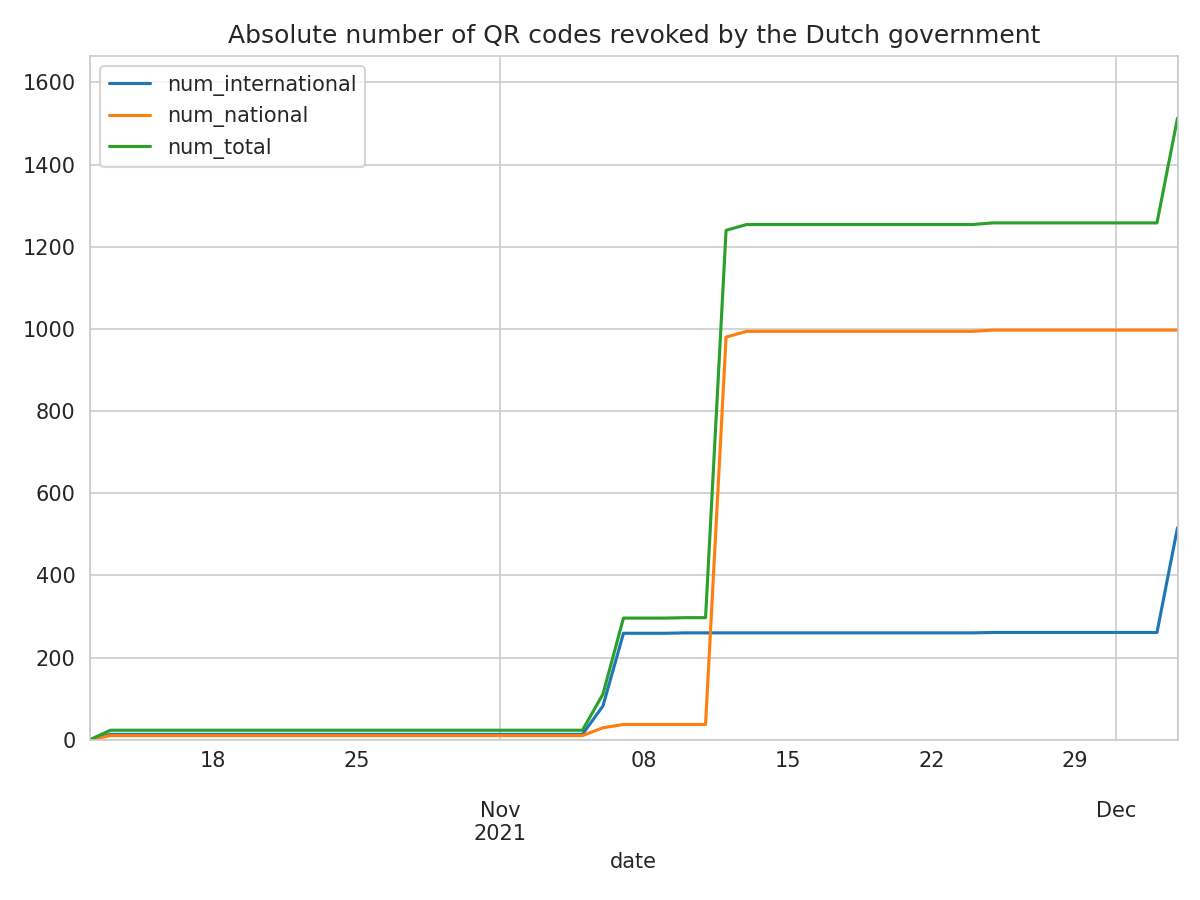 Absolute number of QR codes revoked by the Dutch government
num_international
num_national
num_total
1600
1400
1200
1000
800
600
400
200
0
18 25 08 15 22 29
Nov Dec
2021
date